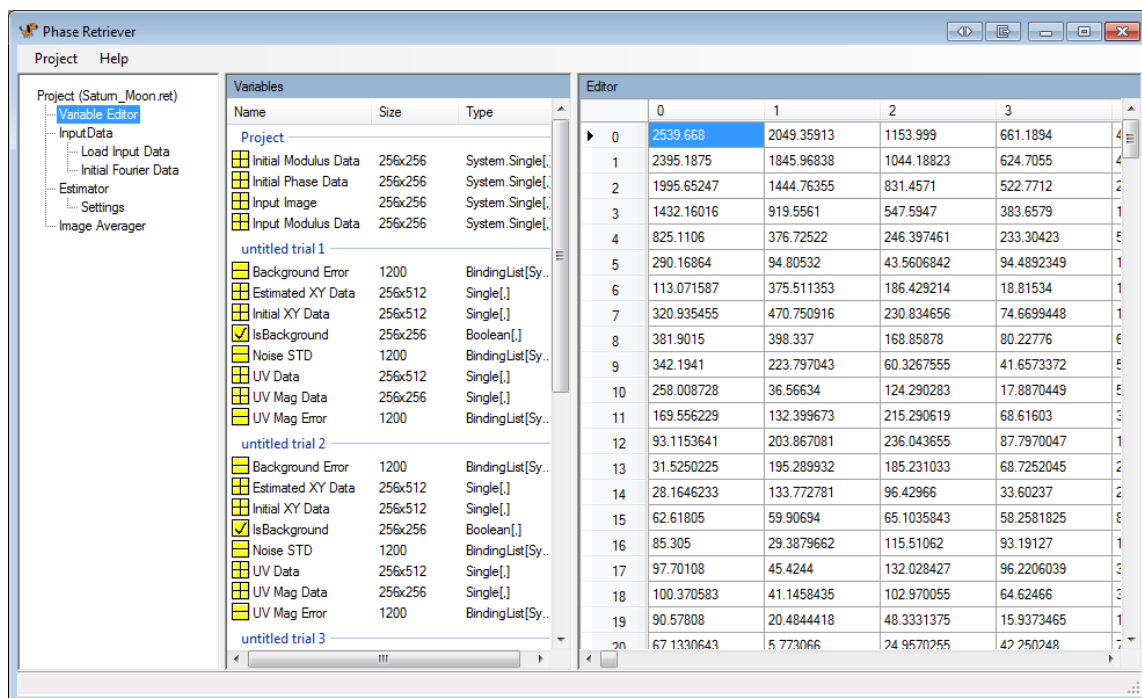 Phase Retriever
Project Help
Project (Saturn_Moon.ret)
Variable Editor
InputData
Load Input Data
Initial Fourier Data
Estimator
Settings
Image Averager
Variables
Name Size Type
Project
Initial Modulus Data 256x256 System.Single[,]
Initial Phase Data 256x256 System.Single[,]
Input Image 256x256 System.Single[,]
Input Modulus Data 256x256 System.Single[,]
untitled trial 1
Background Error 1200 BindingList[Sy...
Estimated XY Data 256x512 Single[,]
Initial XY Data 256x512 Single[,]
IsBackground 256x256 Boolean[,]
Noise STD 1200 BindingList[Sy...
UV Data 256x512 Single[,]
UV Mag Data 256x256 Single[,]
UV Mag Error 1200 BindingList[Sy...
untitled trial 2
Background Error 1200 BindingList[Sy...
Estimated XY Data 256x512 Single[,]
Initial XY Data 256x512 Single[,]
IsBackground 256x256 Boolean[,]
Noise STD 1200 BindingList[Sy...
UV Data 256x512 Single[,]
UV Mag Data 256x256 Single[,]
UV Mag Error 1200 BindingList[Sy...
untitled trial 3
Editor
0 1 2 3
0 2539.668 2049.35913 1153.999 661.1894
1 2395.1875 1845.96838 1044.18823 624.7055
2 1995.65247 1444.76355 831.4571 522.7712
3 1432.16016 919.5561 547.5947 383.6579
4 825.1106 376.72522 246.397461 233.30423
5 290.16864 94.80532 43.5606842 94.4892349
6 113.071587 375.511353 186.429214 18.81534
7 320.935455 470.750916 230.834656 74.6699448
8 381.9015 398.337 168.85878 80.22776
9 342.1941 223.797043 60.3267555 41.6573372
10 258.008728 36.56634 124.290283 17.8870449
11 169.556229 132.399673 215.290619 68.61603
12 93.1153641 203.867081 236.043655 87.7970047
13 31.5250225 195.289932 185.231033 68.7252045
14 28.1646233 133.772781 96.42966 33.60237
15 62.61805 59.90694 65.1035843 58.2581825
16 85.305 29.3879662 115.51062 93.19127
17 97.70108 45.4244 132.028427 96.2206039
18 100.370583 41.1458435 102.970055 64.62466
19 90.57808 20.4844418 48.3331375 15.9373465
20 67.1330643 5.773066 24.9570255 42.250248